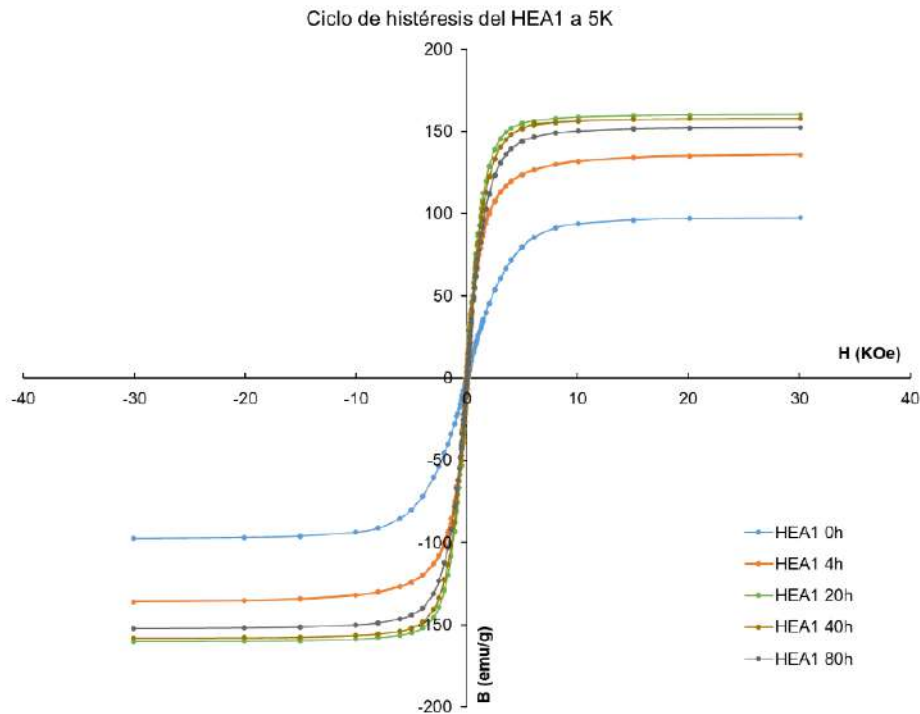 Ciclo de histéresis del HEA1 a 5K
200
150
100
50
0
-50
-100
-150
-200
-40
-30
-20
-10
0
10
20
30
40
H (KOe)
B (emu/g)
HEA1 0h
HEA1 4h
HEA1 20h
HEA1 40h
HEA1 80h